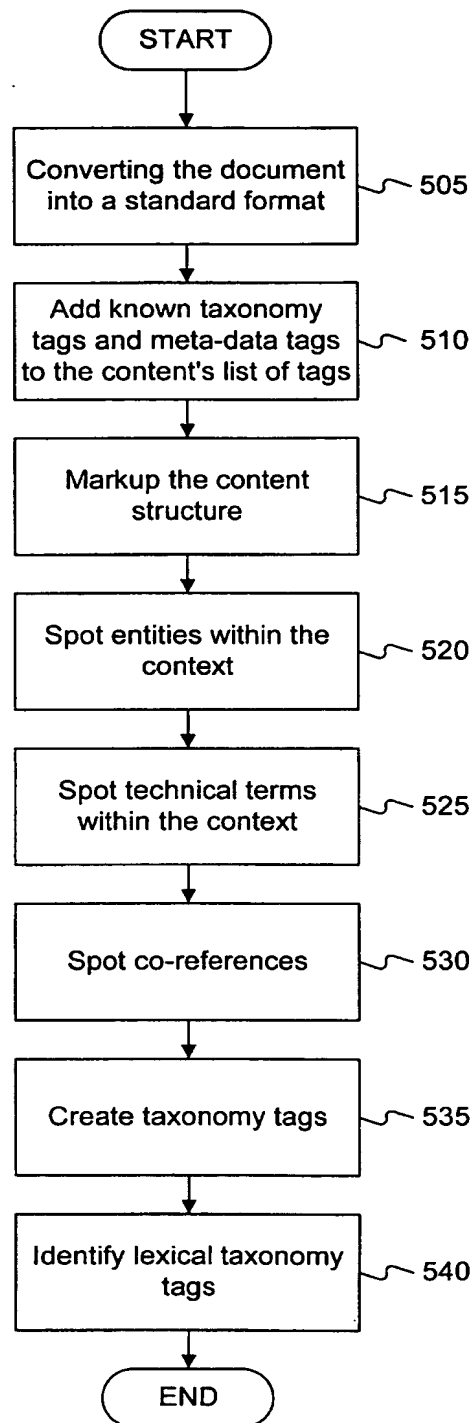 START
Converting the document
into a standard format
505
Add known taxonomy
tags and meta-data tags
to the content's list of tags
510
Markup the content
structure
515
Spot entities within the
context
520
Spot technical terms
within the context
525
Spot co-references
530
Create taxonomy tags
535
Identify lexical taxonomy
tags
540
END